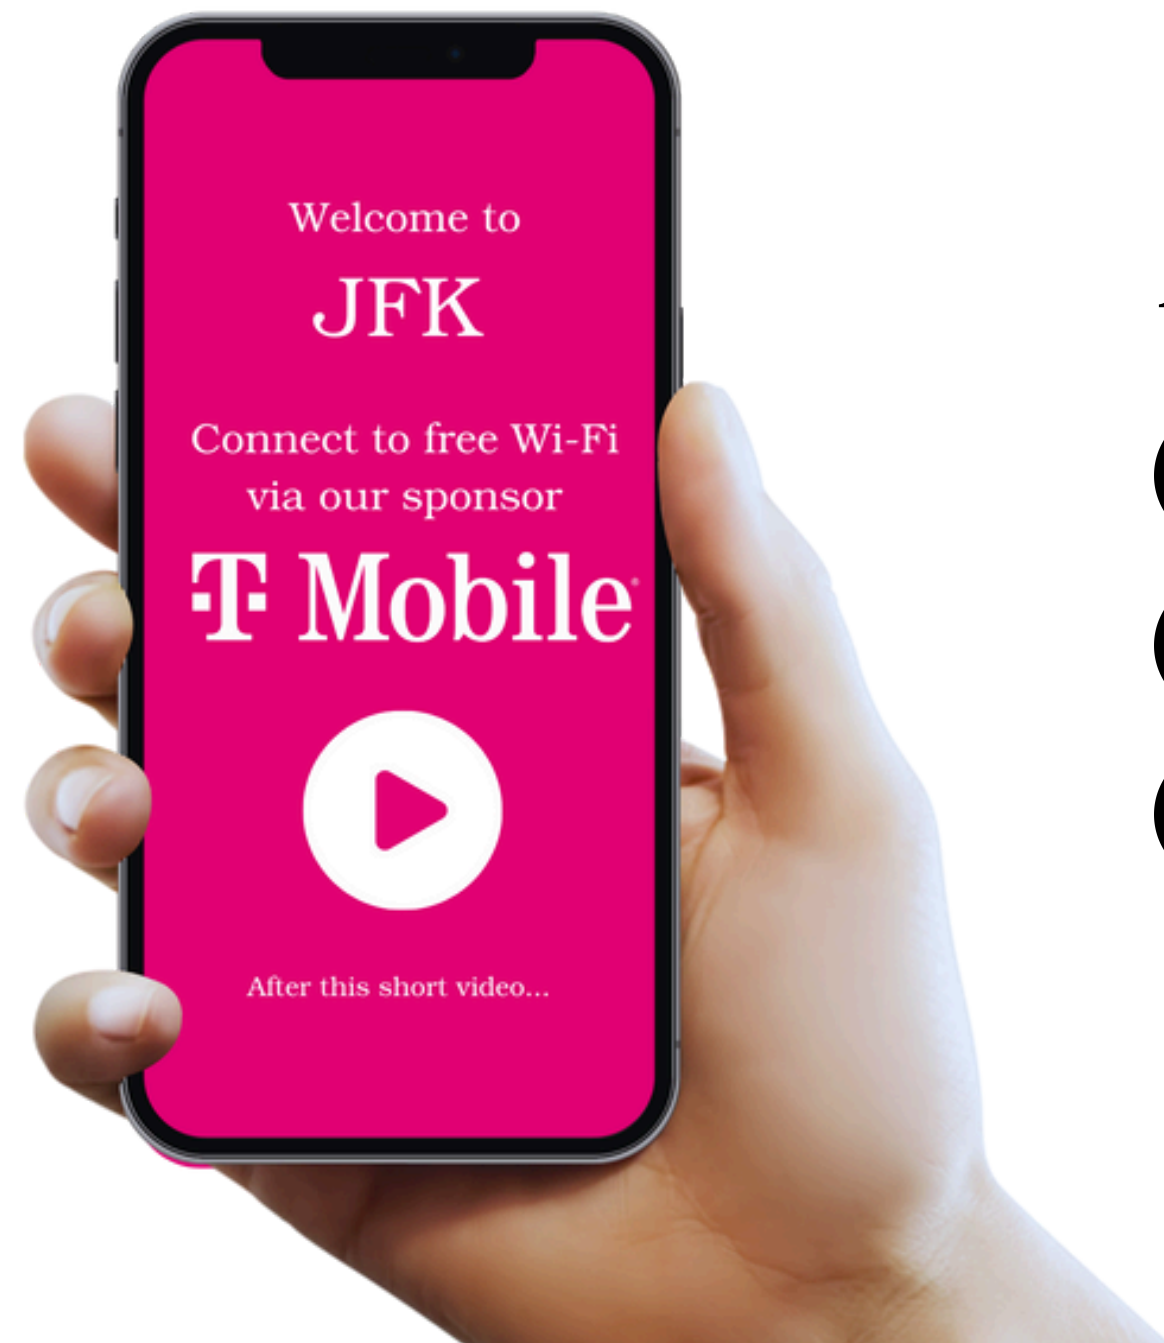 Welcome to
JFK
Connect to free Wi-Fi
via our sponsor
T Mobile®
After this short video...